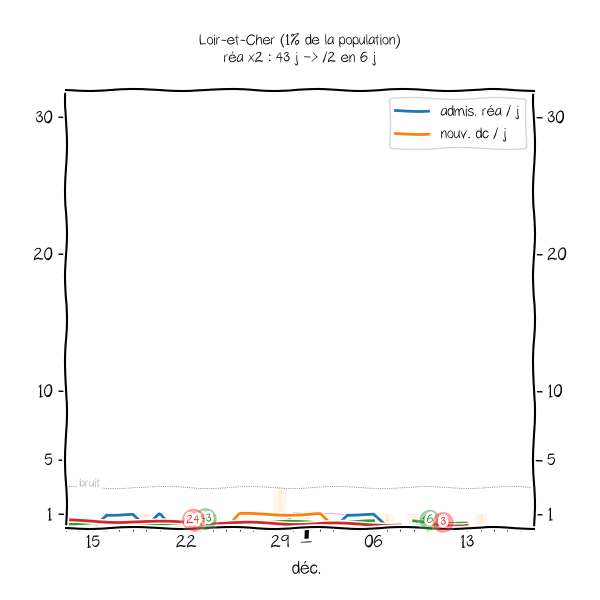 Loir-et-Cher (1% de la population)
réa x2 : 43 j -> /2 en 6 j
admis. réa / j
nouv. dc / j
30 30
20 20
10 10
5 5
bruit
1 1
24 3 6 3
15 22 29 06 13
déc.